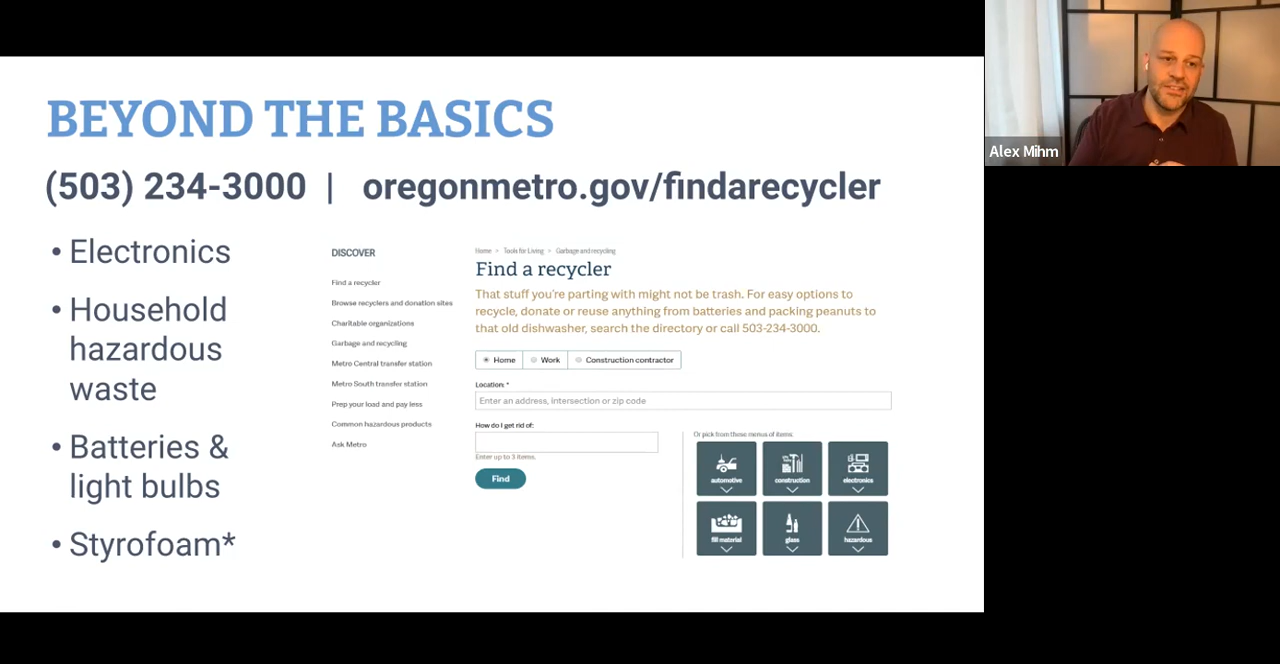 BEYOND THE BASICS
(503) 234-3000 | oregonmetro.gov/findarecycler
• Electronics
• Household
hazardous
waste
• Batteries &
light bulbs
• Styrofoam*
DISCOVER
Find a recycler
Browse recyclers and donation sites
Charitable organizations
Garbage and recycling
Metro Central transfer station
Metro South transfer station
Prep your load and pay less
Common hazardous products
Ask Metro
Home > Tools for Living > Garbage and recycling
Find a recycler
That stuff you're parting with might not be trash. For easy options to
recycle, donate or reuse anything from batteries and packing peanuts to
that old dishwasher, search the directory or call 503-234-3000.
Home Work Construction contractor
Location: *
Enter an address, intersection or zip code
How do I get rid of:
Enter up to 3 items.
Find
Or pick from these menus of items:
automotive construction electronics
fill material glass hazardous
Alex Mihm